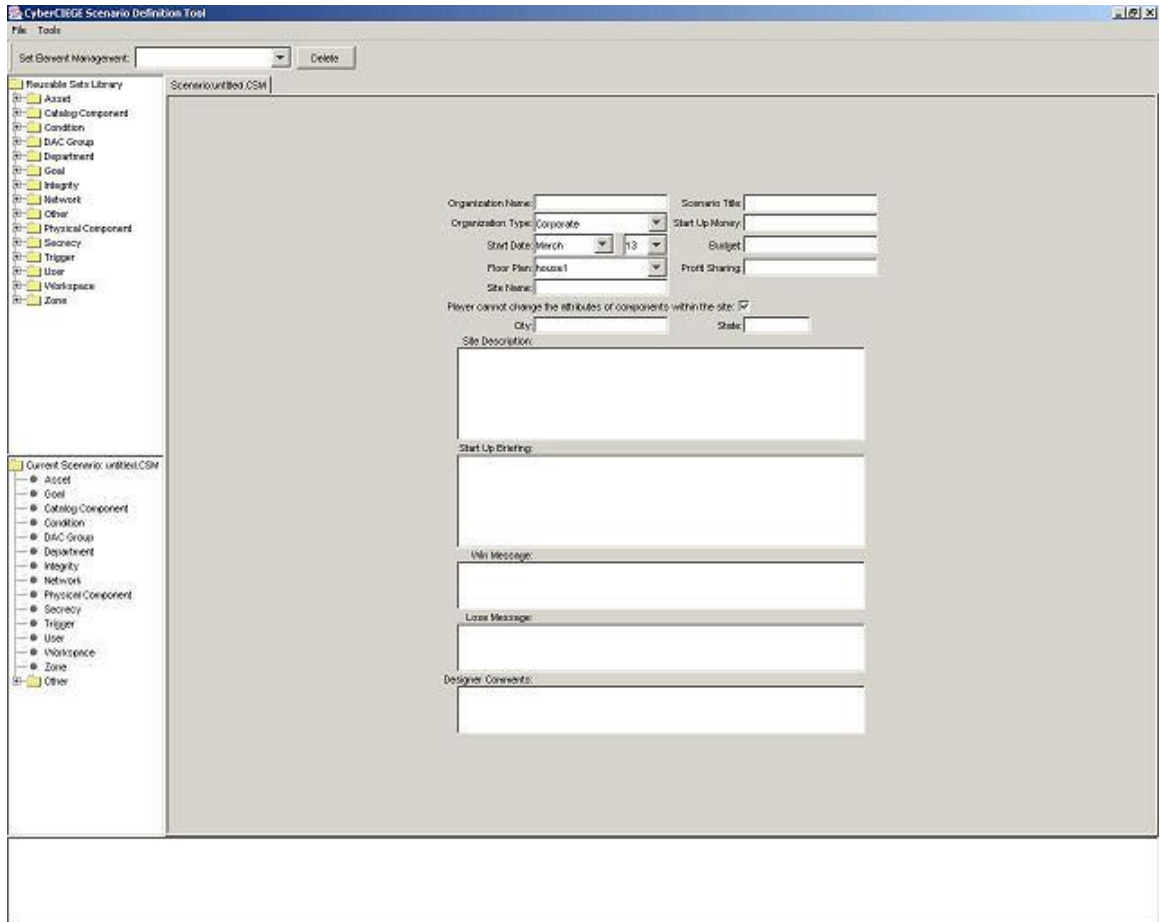 CyberCIEGE Scenario Definition Tool
File Tools
Set Element Management: Delete
Reusable Sets Library
Asset
Catalog Component
Condition
DAC Group
Department
Goal
Integrity
Network
Other
Physical Component
Secrecy
Trigger
User
Workspace
Zone
Current Scenario: untitled.CSM
Asset
Goal
Catalog Component
Condition
DAC Group
Department
Integrity
Network
Physical Component
Secrecy
Trigger
User
Workspace
Zone
Other
Scenario:untitled.CSM
Organization Name: Scenario Title:
Organization Type: Corporate Start Up Money:
Start Date: March 13 Budget:
Floor Plan: house1 Profit Sharing:
Site Name:
Player cannot change the attributes of components within the site:
City: State:
Site Description:
Start Up Briefing:
Win Message:
Lose Message:
Designer Comments: